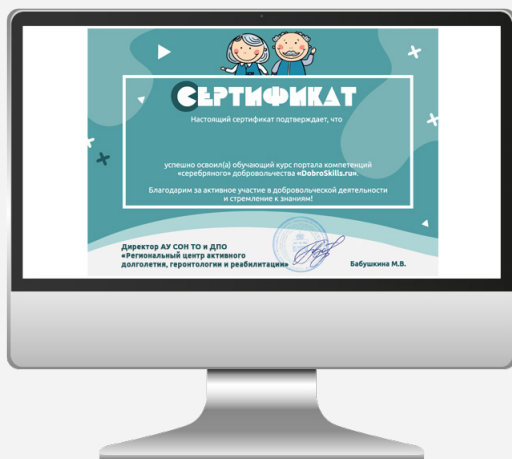 СЕРТИФИКАТ
Настоящий сертификат подтверждает, что
успешно освоил(а) обучающий курс портала компетенций
«серебряного» добровольчества «DobroSkills.ru».
Благодарим за активное участие в добровольческой деятельности
и стремление к знаниям!
Директор АУ СОН ТО и ДПО
«Региональный центр активного
долголетия, геронтологии и реабилитации»
Бабушкина М.В.